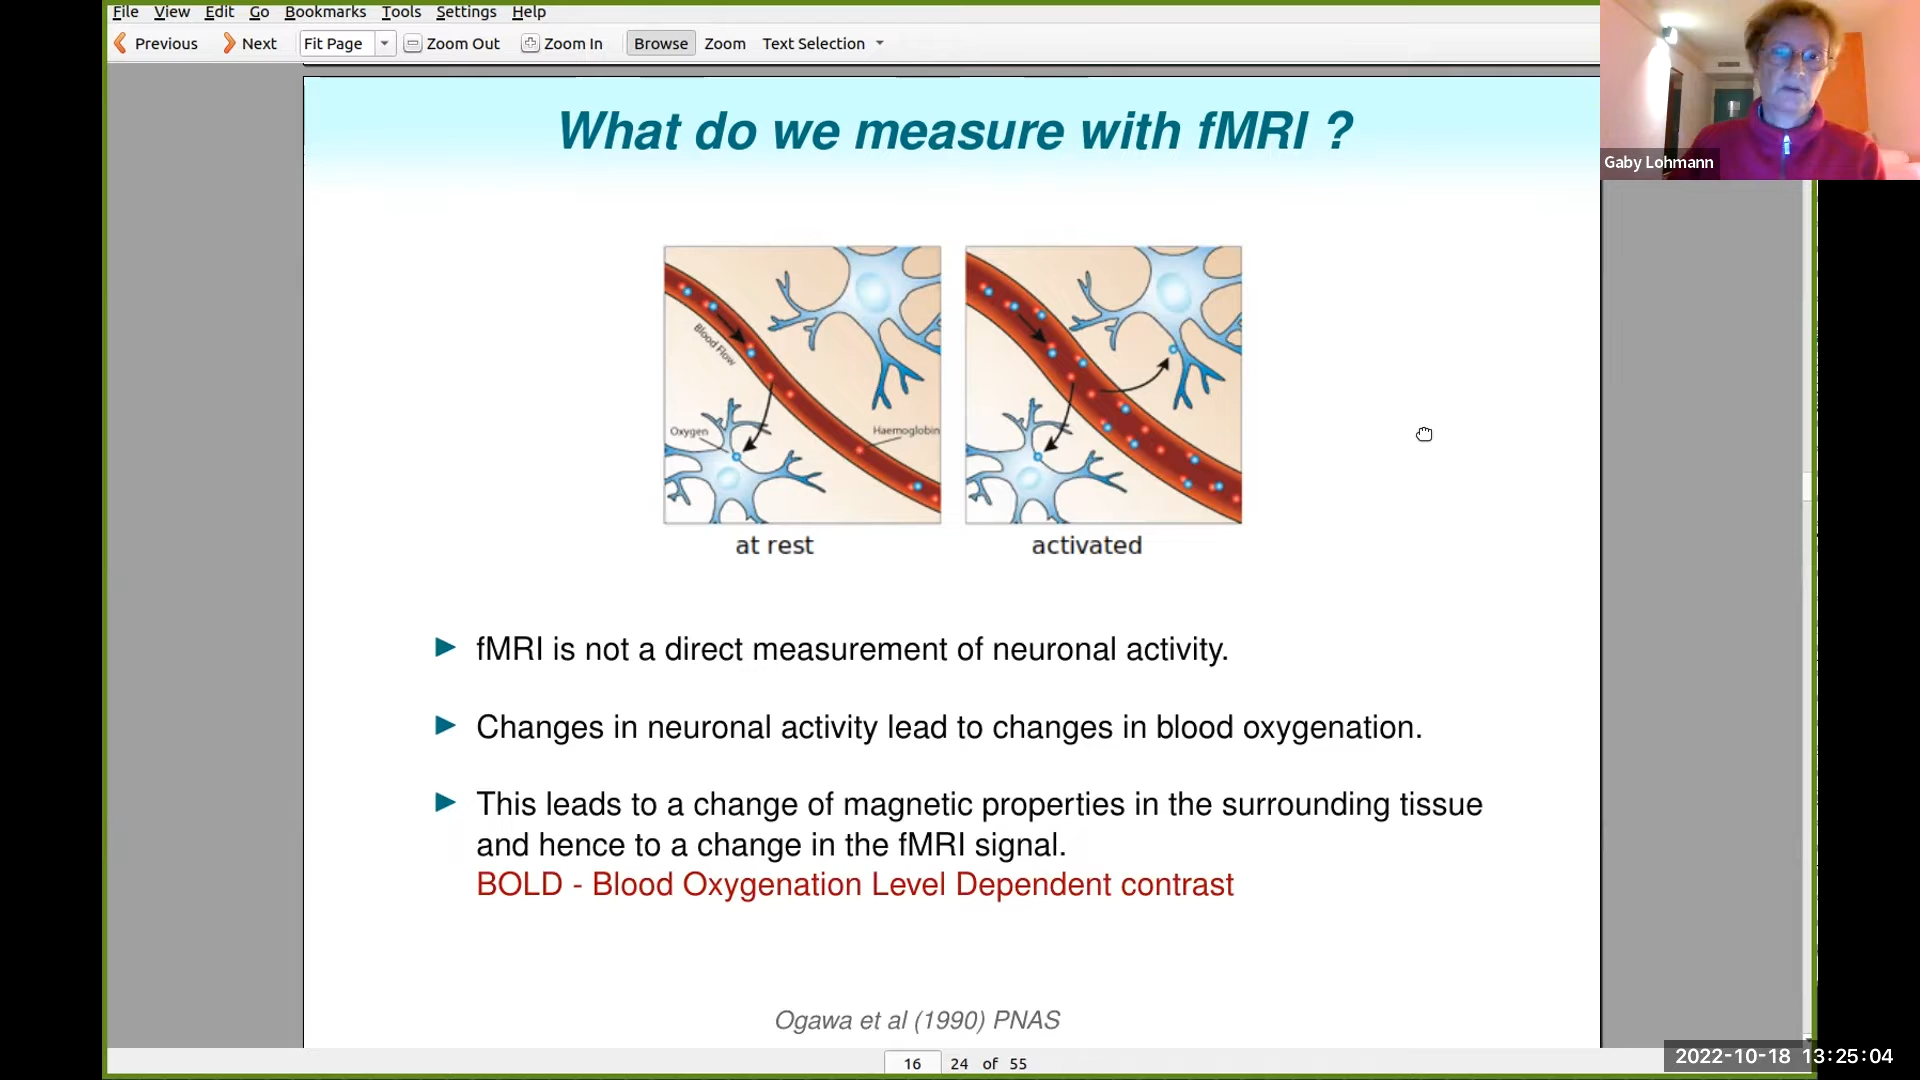 File View Edit Go Bookmarks Tools Settings Help
Previous Next Fit Page Zoom Out Zoom In Browse Zoom Text Selection
What do we measure with fMRI ?
Gaby Lohmann
Blood Flow
Oxygen
Haemoglobin
at rest
activated
fMRI is not a direct measurement of neuronal activity.
Changes in neuronal activity lead to changes in blood oxygenation.
This leads to a change of magnetic properties in the surrounding tissue
and hence to a change in the fMRI signal.
BOLD - Blood Oxygenation Level Dependent contrast
Ogawa et al (1990) PNAS
16 24 of 55
2022-10-18 13:25:04